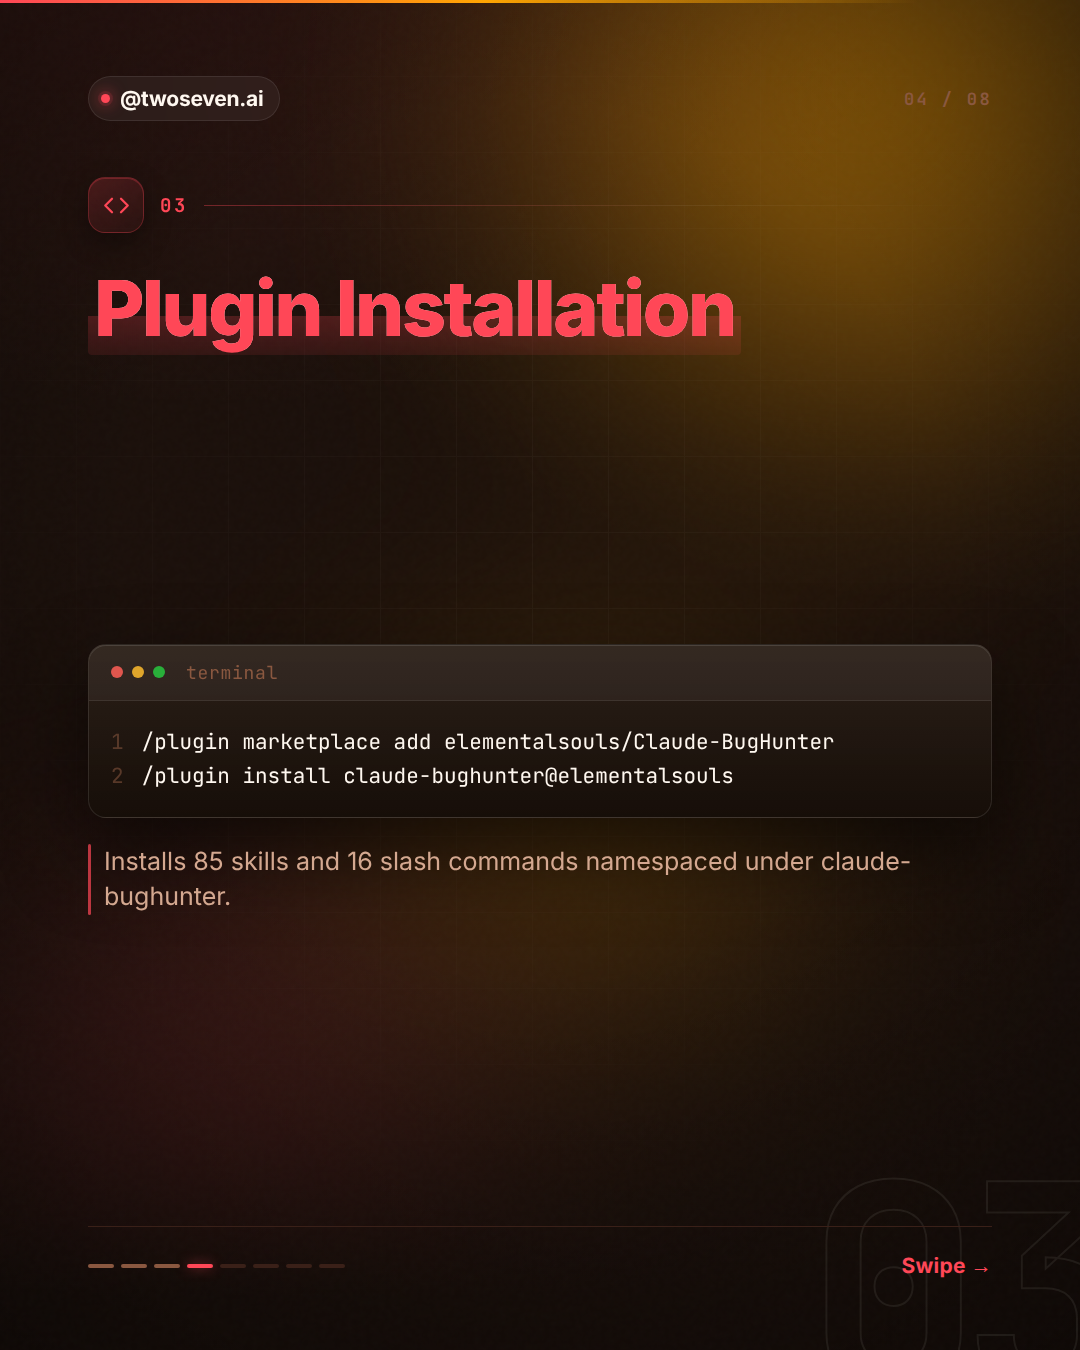 @twoseven.ai
04 / 08
03
Plugin Installation
terminal
1 /plugin marketplace add elementalsouls/Claude-BugHunter
2 /plugin install claude-bughunter@elementalsouls
Installs 85 skills and 16 slash commands namespaced under claude-
bughunter.
Swipe →
03